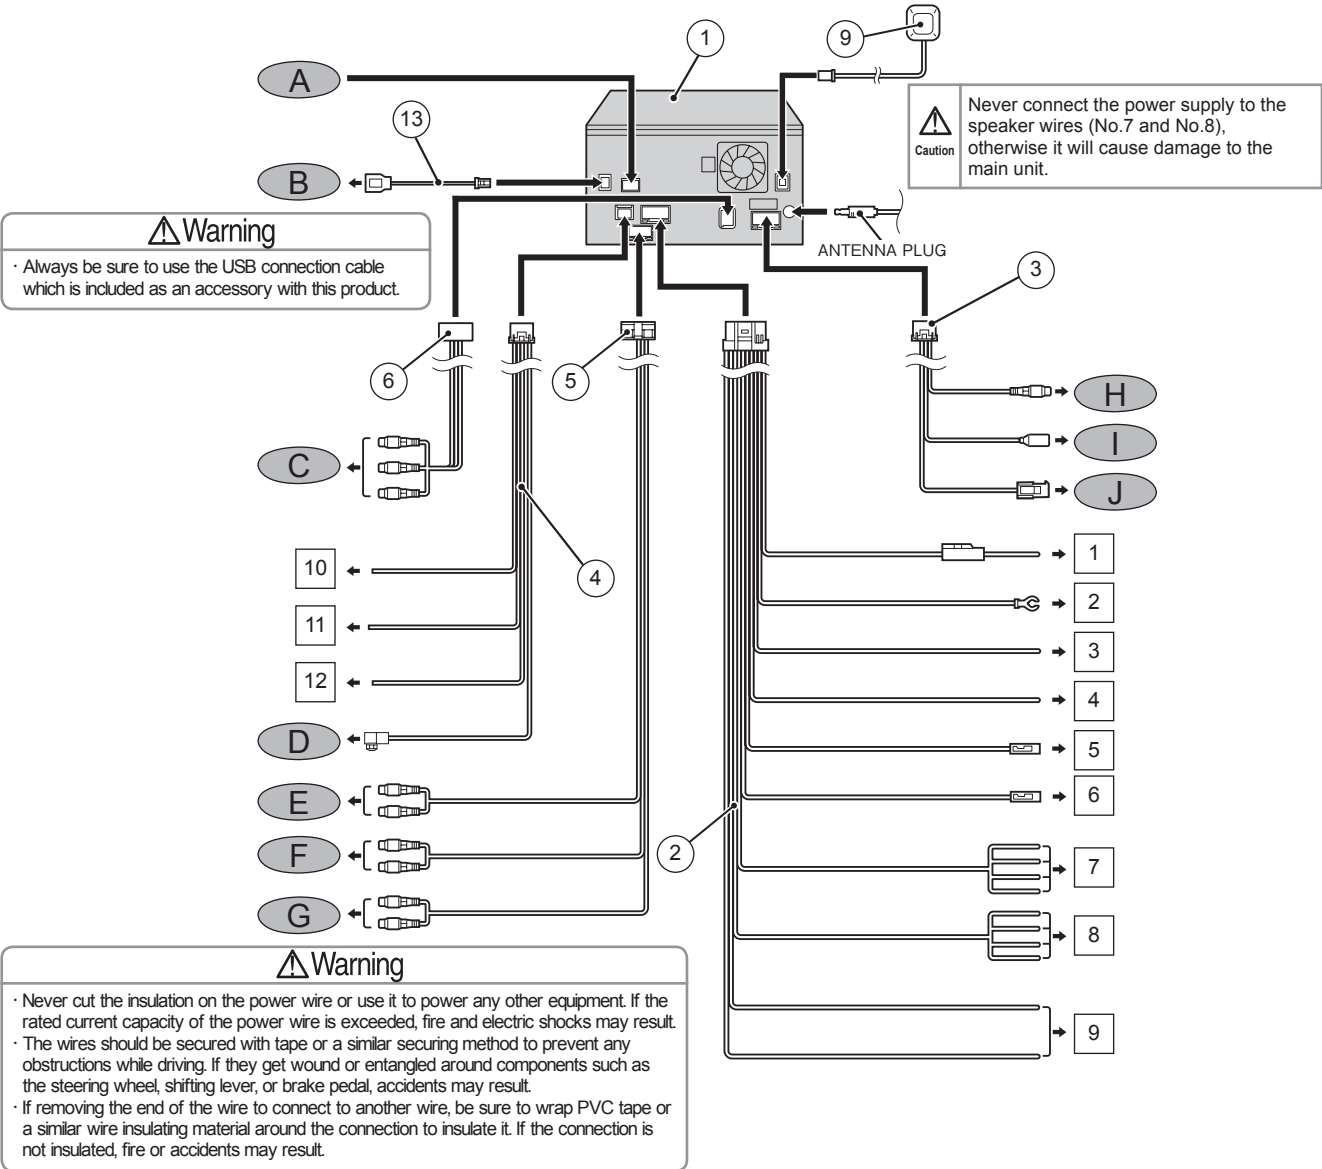 1
9
A
13
B
Caution
Never connect the power supply to the
speaker wires (No.7 and No.8),
otherwise it will cause damage to the
main unit.
ANTENNA PLUG
Warning
· Always be sure to use the USB connection cable
which is included as an accessory with this product.
3
6
5
H
I
J
C
4
10
11
12
D
E
F
G
1
2
3
4
5
6
2
7
8
9
Warning
· Never cut the insulation on the power wire or use it to power any other equipment. If the
rated current capacity of the power wire is exceeded, fire and electric shocks may result.
· The wires should be secured with tape or a similar securing method to prevent any
obstructions while driving. If they get wound or entangled around components such as
the steering wheel, shifting lever, or brake pedal, accidents may result.
· If removing the end of the wire to connect to another wire, be sure to wrap PVC tape or
a similar wire insulating material around the connection to insulate it. If the connection is
not insulated, fire or accidents may result.